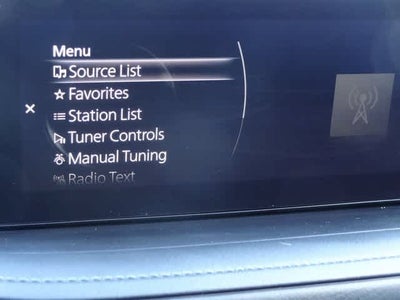 Menu
Source List
Favorites
Station List
Tuner Controls
Manual Tuning
Radio Text